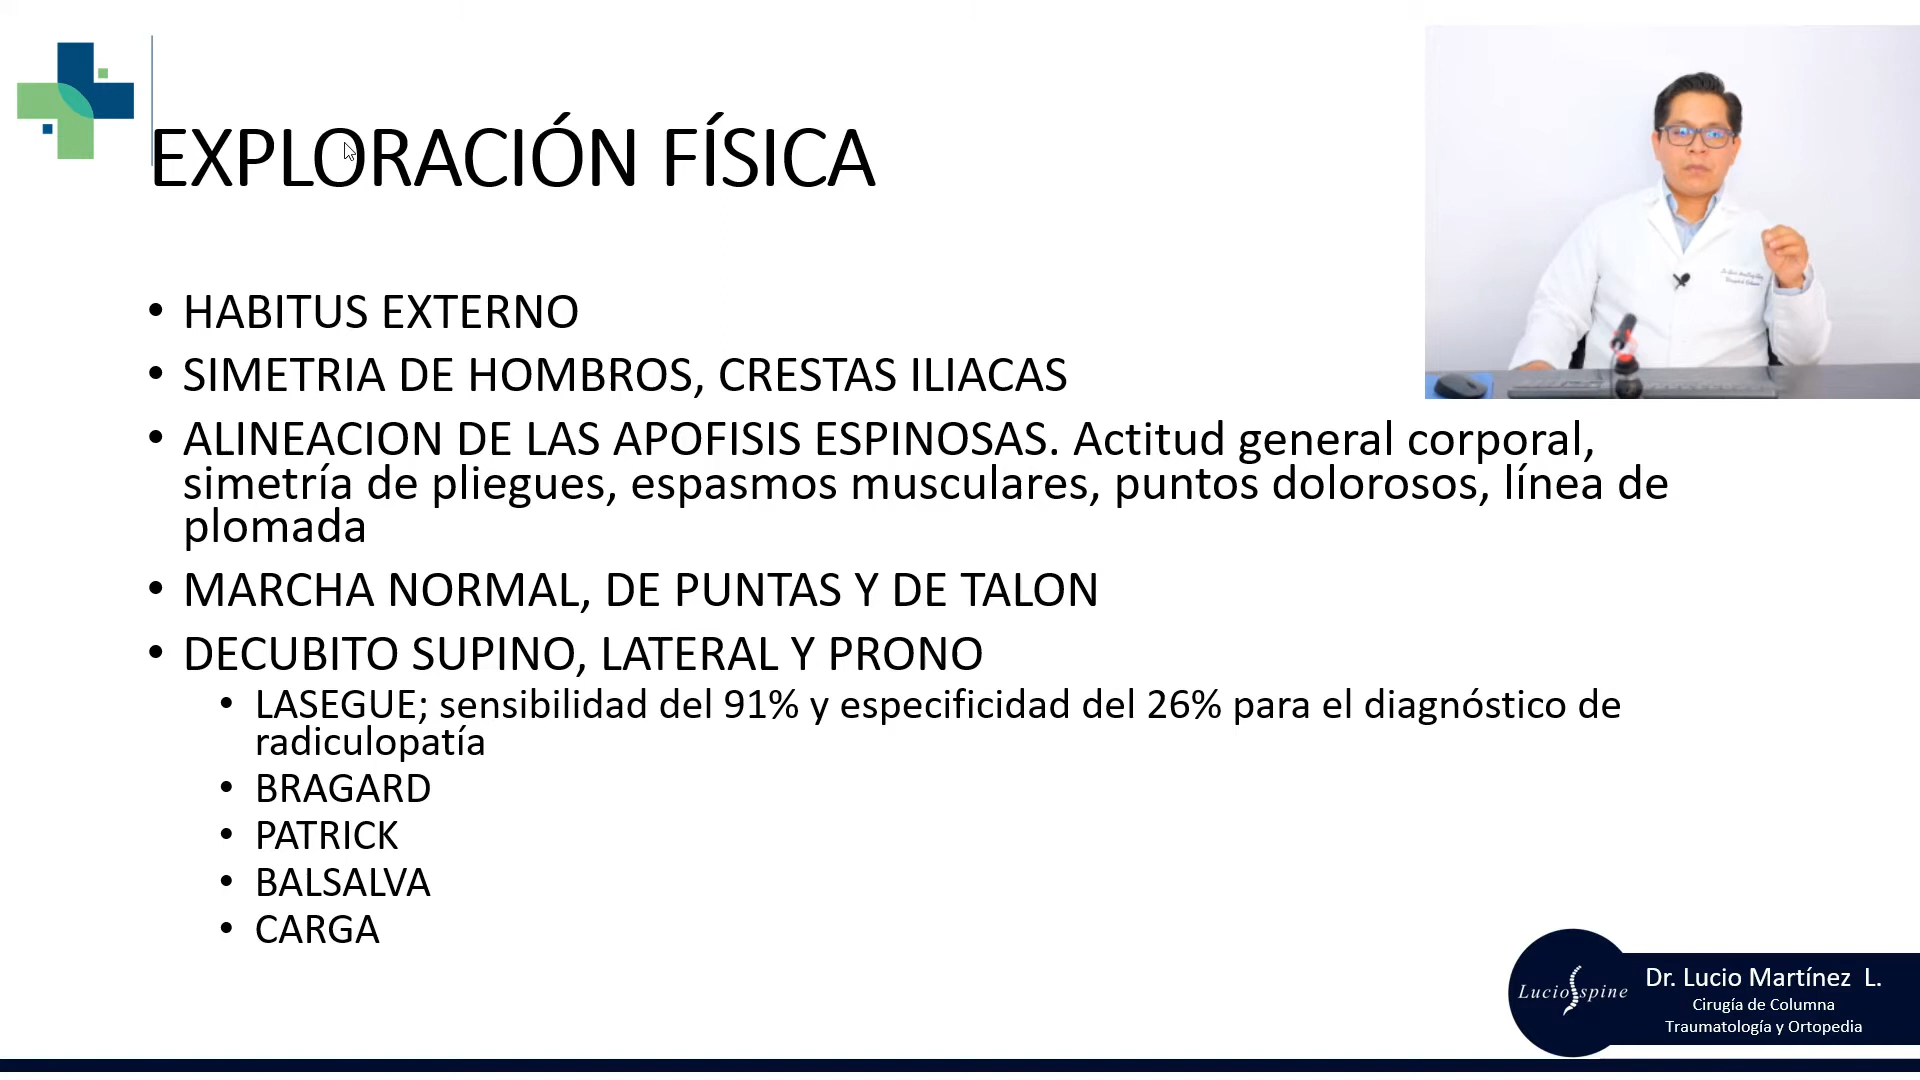 EXPLORACIÓN FÍSICA
• HABITUS EXTERNO
• SIMETRIA DE HOMBROS, CRESTAS ILIACAS
• ALINEACION DE LAS APOFISIS ESPINOSAS. Actitud general corporal,
simetría de pliegues, espasmos musculares, puntos dolorosos, línea de
plomada
• MARCHA NORMAL, DE PUNTAS Y DE TALON
• DECUBITO SUPINO, LATERAL Y PRONO
• LASEGUE; sensibilidad del 91% y especificidad del 26% para el diagnóstico de
radiculopatía
• BRAGARD
• PATRICK
• BALSALVA
• CARGA
Lucio spine
Dr. Lucio Martínez L.
Cirugía de Columna
Traumatología y Ortopedia